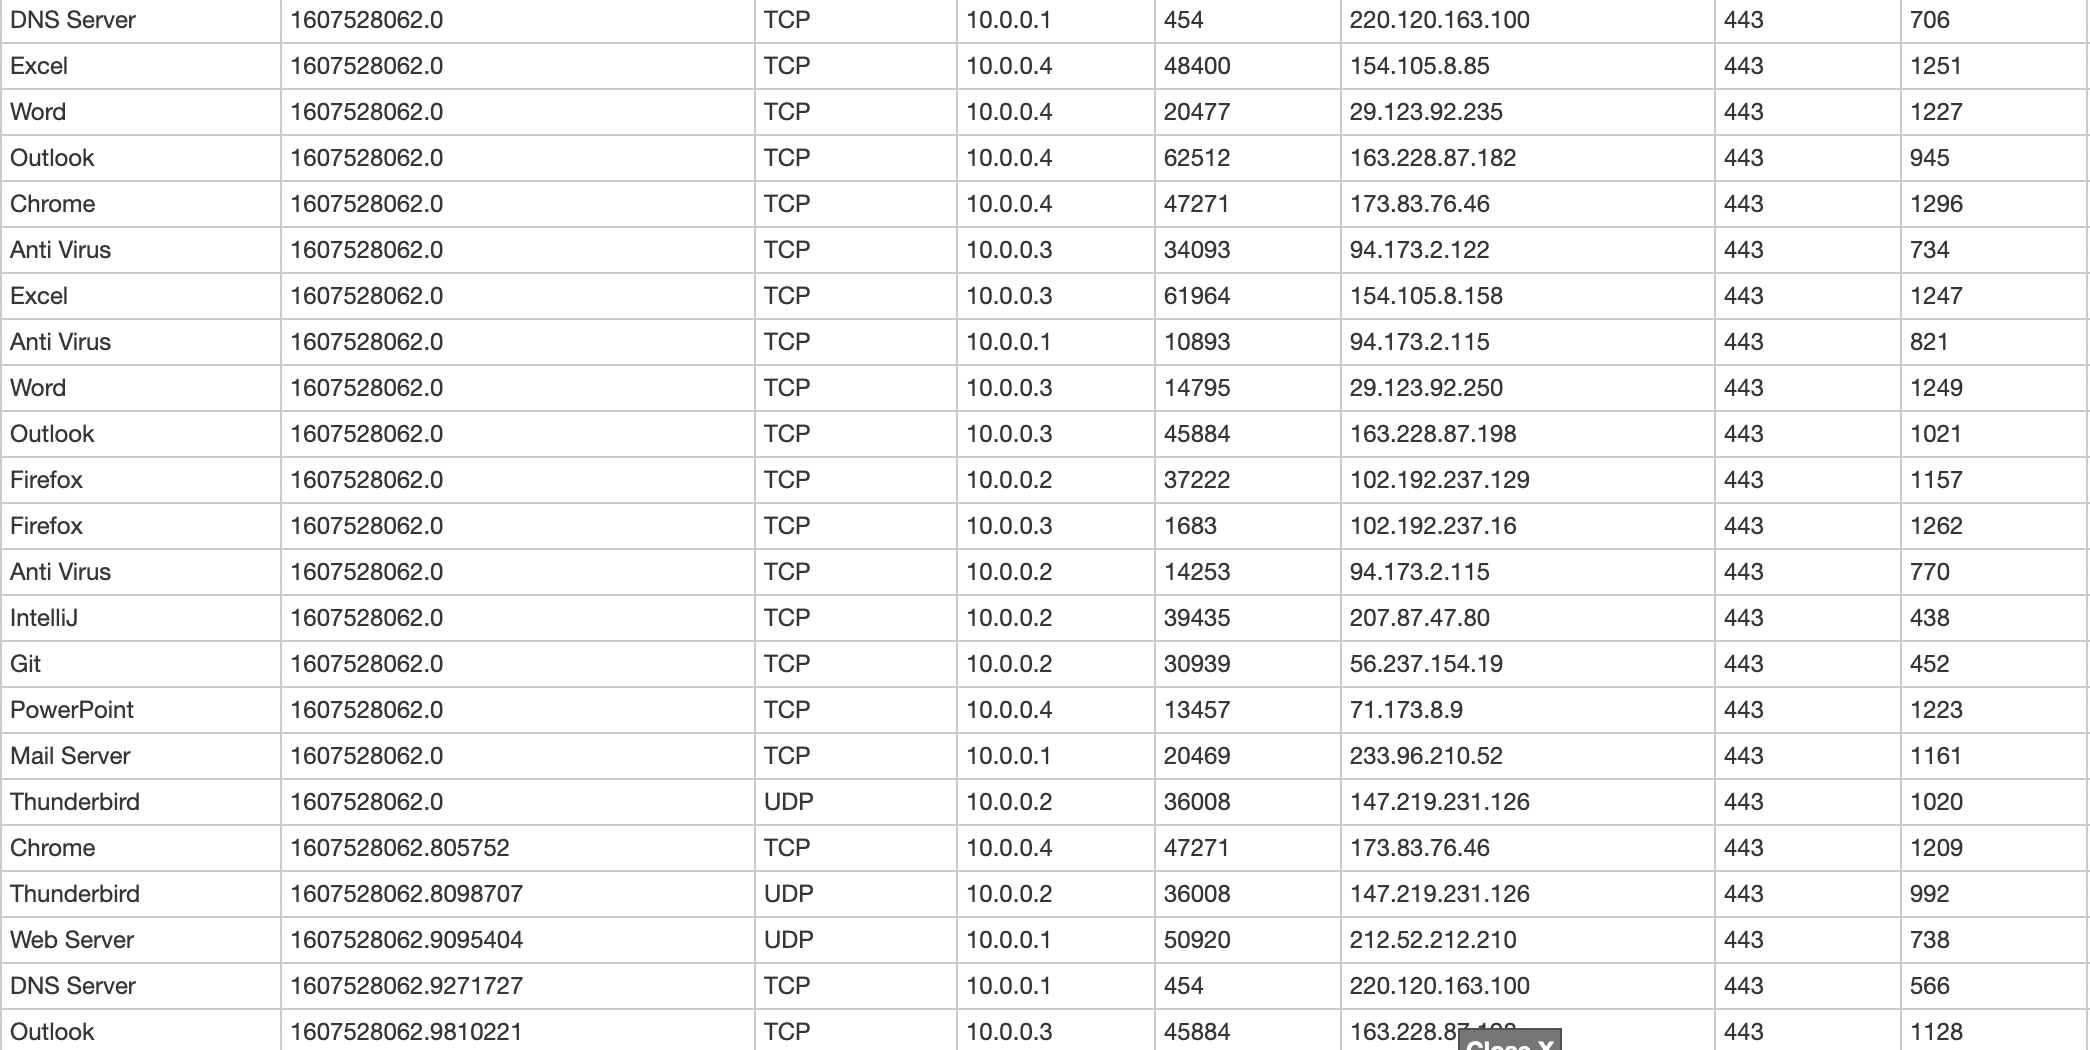 DNS Server 1607528062.0 TCP 10.0.0.1 454 220.120.163.100 443 706
Excel 1607528062.0 TCP 10.0.0.4 48400 154.105.8.85 443 1251
Word 1607528062.0 TCP 10.0.0.4 20477 29.123.92.235 443 1227
Outlook 1607528062.0 TCP 10.0.0.4 62512 163.228.87.182 443 945
Chrome 1607528062.0 TCP 10.0.0.4 47271 173.83.76.46 443 1296
Anti Virus 1607528062.0 TCP 10.0.0.3 34093 94.173.2.122 443 734
Excel 1607528062.0 TCP 10.0.0.3 61964 154.105.8.158 443 1247
Anti Virus 1607528062.0 TCP 10.0.0.1 10893 94.173.2.115 443 821
Word 1607528062.0 TCP 10.0.0.3 14795 29.123.92.250 443 1249
Outlook 1607528062.0 TCP 10.0.0.3 45884 163.228.87.198 443 1021
Firefox 1607528062.0 TCP 10.0.0.2 37222 102.192.237.129 443 1157
Firefox 1607528062.0 TCP 10.0.0.3 1683 102.192.237.16 443 1262
Anti Virus 1607528062.0 TCP 10.0.0.2 14253 94.173.2.115 443 770
IntelliJ 1607528062.0 TCP 10.0.0.2 39435 207.87.47.80 443 438
Git 1607528062.0 TCP 10.0.0.2 30939 56.237.154.19 443 452
PowerPoint 1607528062.0 TCP 10.0.0.4 13457 71.173.8.9 443 1223
Mail Server 1607528062.0 TCP 10.0.0.1 20469 233.96.210.52 443 1161
Thunderbird 1607528062.0 UDP 10.0.0.2 36008 147.219.231.126 443 1020
Chrome 1607528062.805752 TCP 10.0.0.4 47271 173.83.76.46 443 1209
Thunderbird 1607528062.8098707 UDP 10.0.0.2 36008 147.219.231.126 443 992
Web Server 1607528062.9095404 UDP 10.0.0.1 50920 212.52.212.210 443 738
DNS Server 1607528062.9271727 TCP 10.0.0.1 454 220.120.163.100 443 566
Outlook 1607528062.9810221 TCP 10.0.0.3 45884 443 1128
Close X